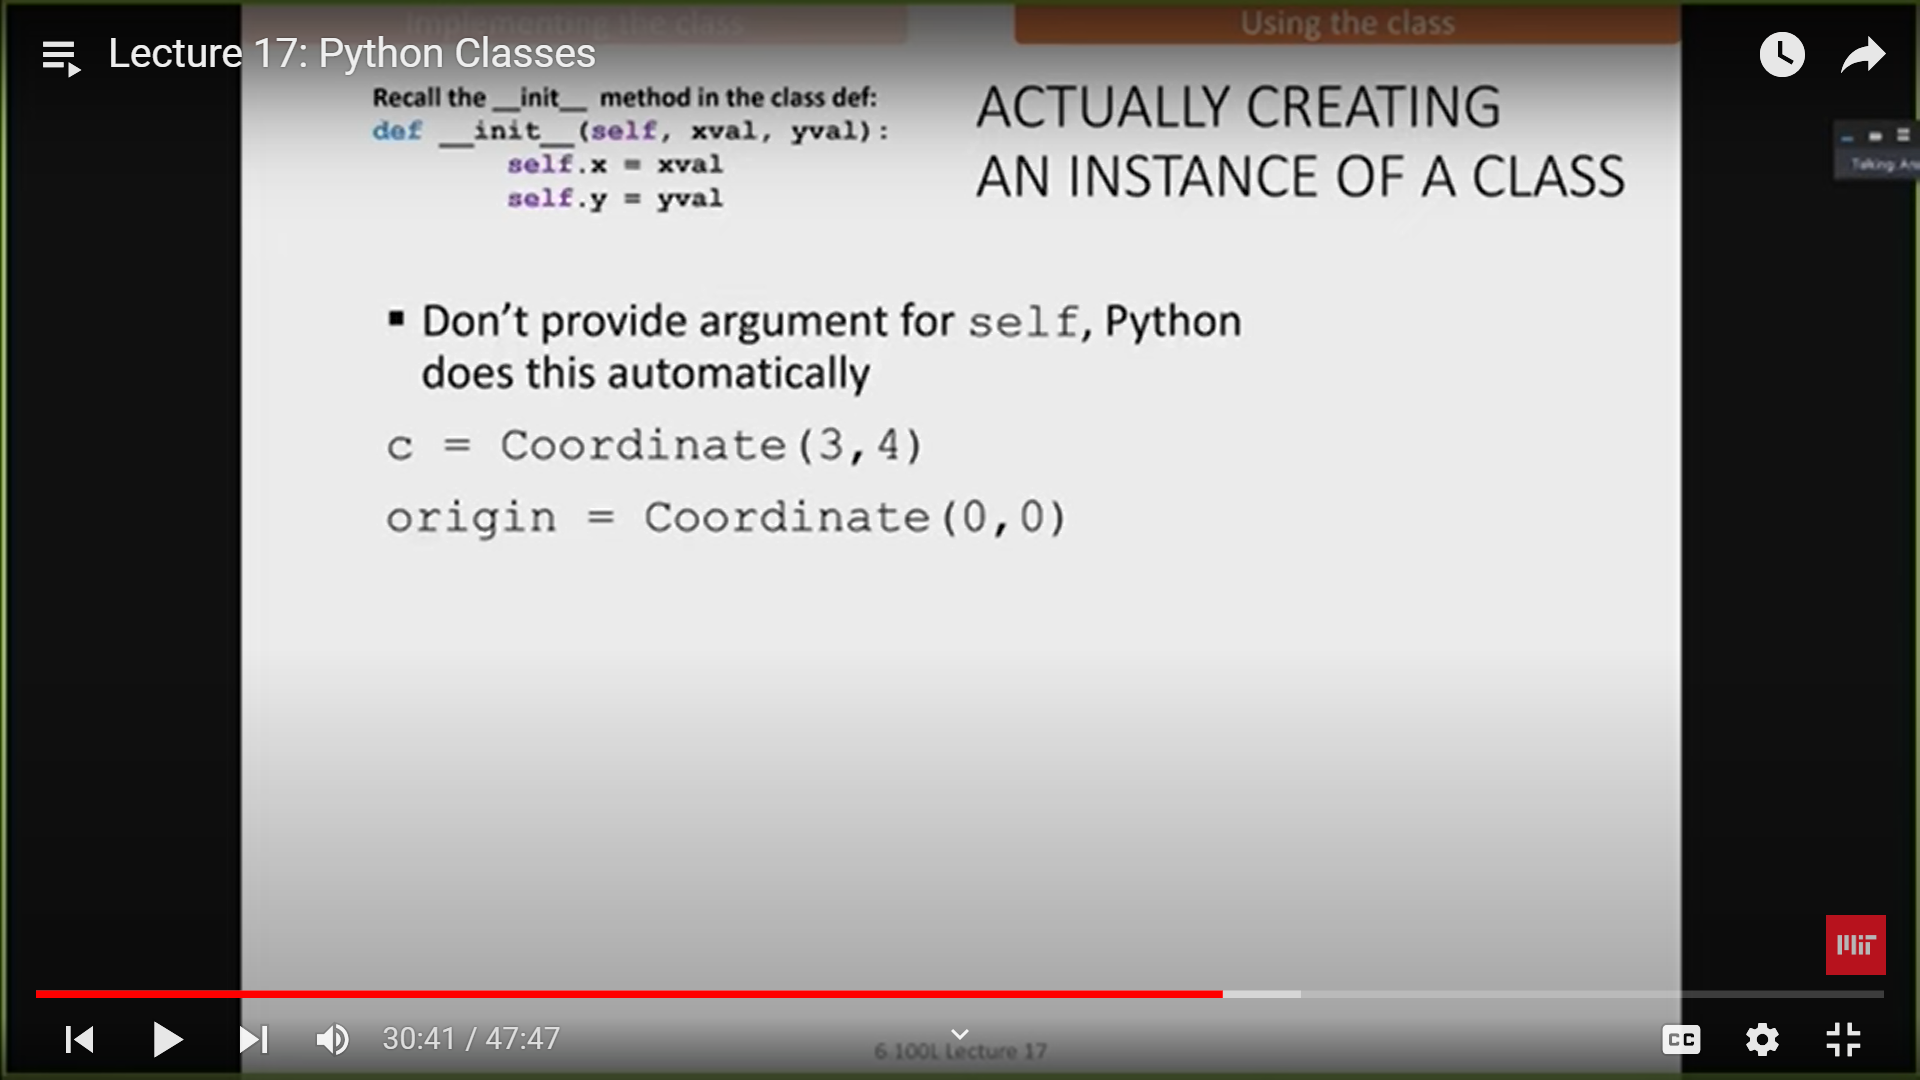 Implementing the class
Using the class
Lecture 17: Python Classes
Recall the __init__ method in the class def:
def __init__(self, xval, yval):
self.x = xval
self.y = yval
ACTUALLY CREATING
AN INSTANCE OF A CLASS
Talking:
▪ Don't provide argument for self, Python
does this automatically
c = Coordinate(3,4)
origin = Coordinate(0,0)
MIT
30:41 / 47:47
6.100L Lecture 17
CC